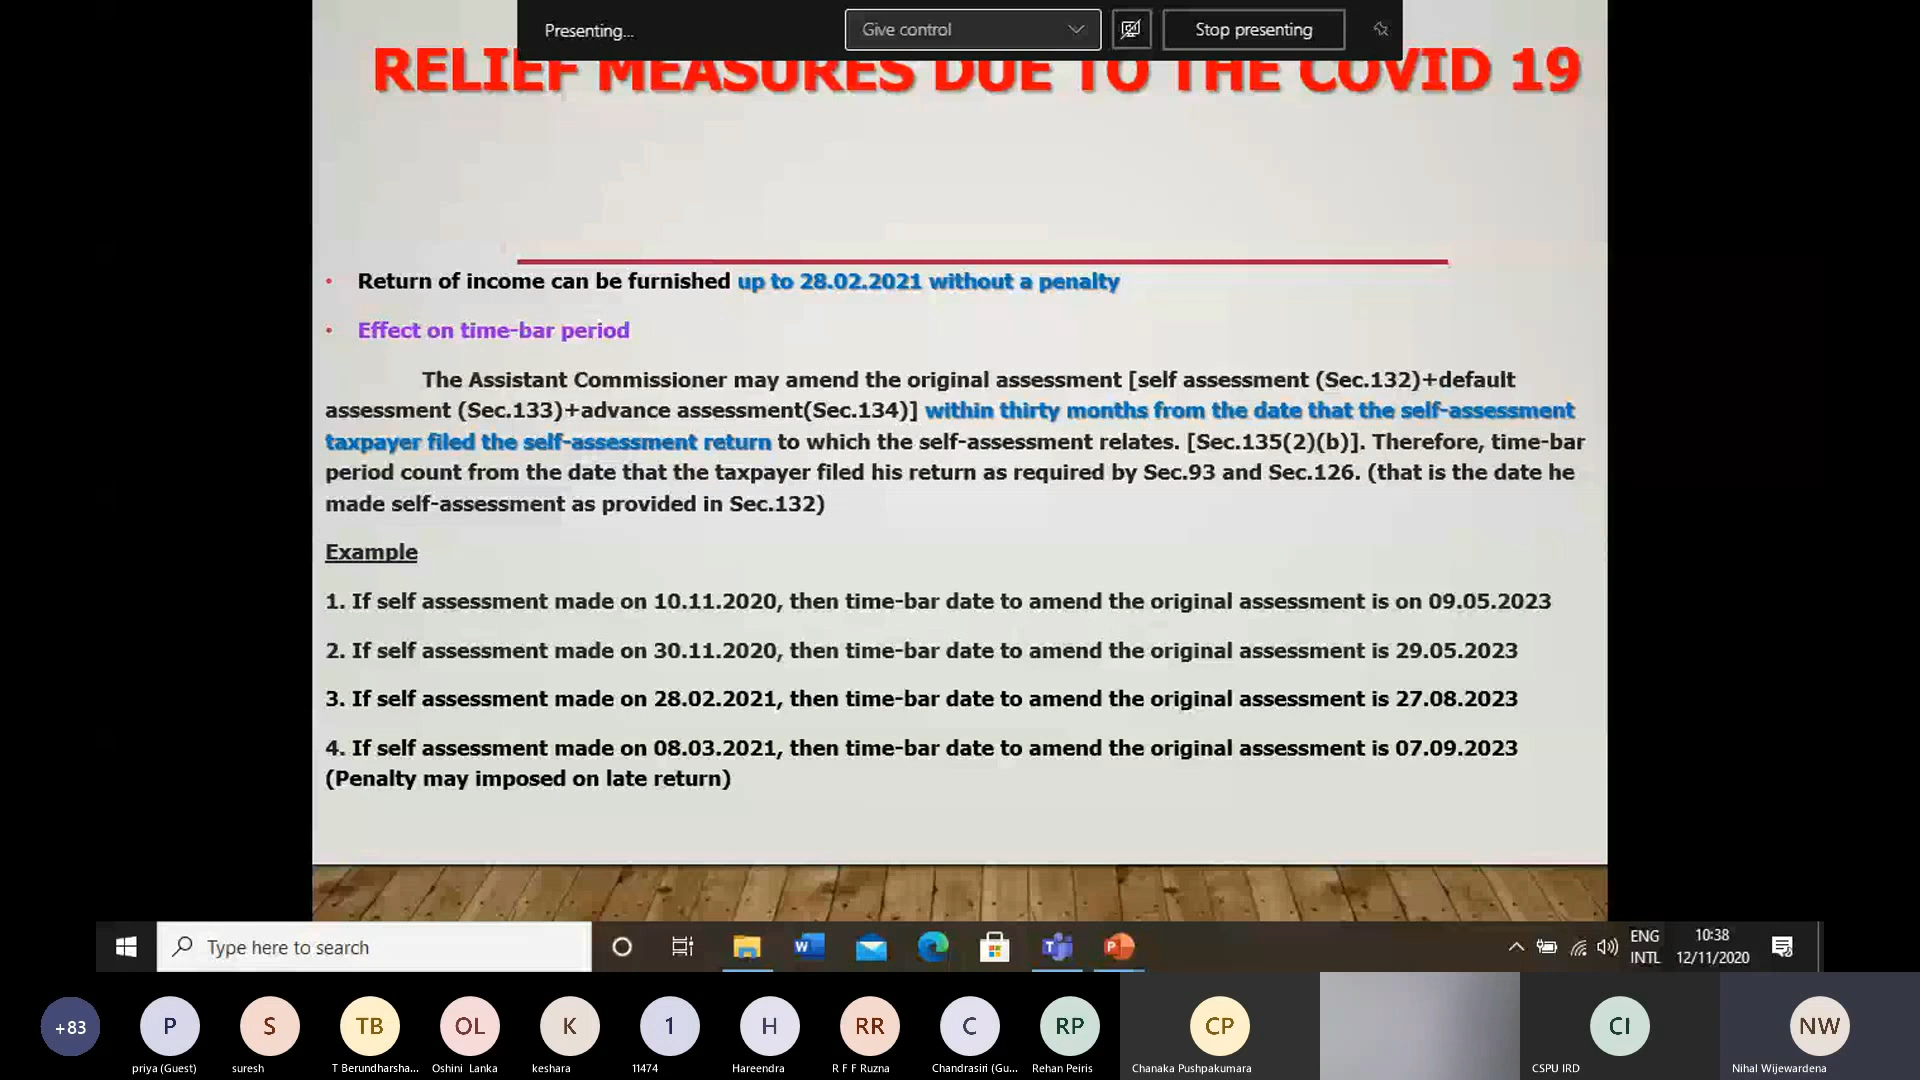 Presenting...
Give control
Stop presenting
RELIEF MEASURES DUE TO THE COVID 19
• Return of income can be furnished up to 28.02.2021 without a penalty
• Effect on time-bar period
The Assistant Commissioner may amend the original assessment [self assessment (Sec.132)+default
assessment (Sec.133)+advance assessment(Sec.134)] within thirty months from the date that the self-assessment
taxpayer filed the self-assessment return to which the self-assessment relates. [Sec.135(2)(b)]. Therefore, time-bar
period count from the date that the taxpayer filed his return as required by Sec.93 and Sec.126. (that is the date he
made self-assessment as provided in Sec.132)
Example
1. If self assessment made on 10.11.2020, then time-bar date to amend the original assessment is on 09.05.2023
2. If self assessment made on 30.11.2020, then time-bar date to amend the original assessment is 29.05.2023
3. If self assessment made on 28.02.2021, then time-bar date to amend the original assessment is 27.08.2023
4. If self assessment made on 08.03.2021, then time-bar date to amend the original assessment is 07.09.2023
(Penalty may imposed on late return)
Type here to search
W
T
P
ENG
INTL
10:38
12/11/2020
+83
P
S
TB
OL
K
1
H
RR
C
RP
CP
CI
NW
priya (Guest)
suresh
T Berundharsha...
Oshini Lanka
keshara
11474
Hareendra
R F F Ruzna
Chandrasiri (Gu...
Rehan Peiris
Chanaka Pushpakumara
CSPU IRD
Nihal Wijewardena